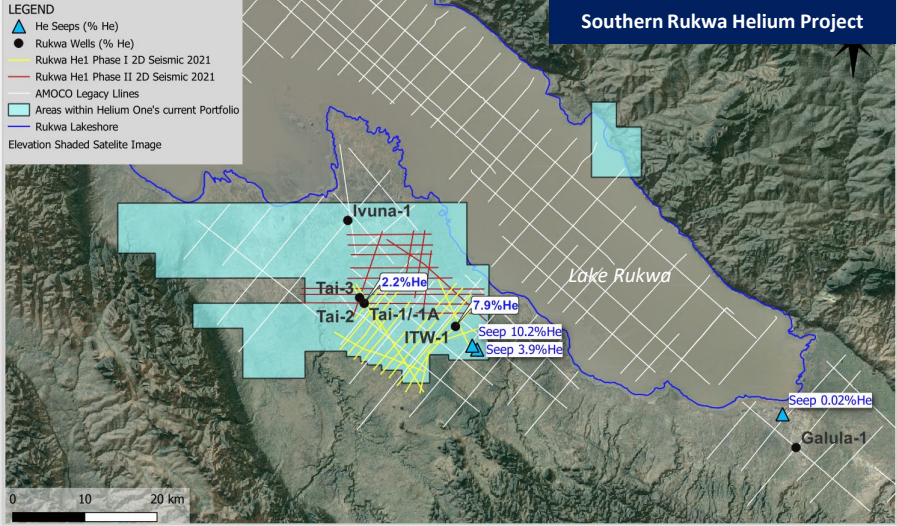 Southern Rukwa Helium Project
LEGEND
He Seeps (% He)
Rukwa Wells (% He)
Rukwa He1 Phase I 2D Seismic 2021
Rukwa He1 Phase II 2D Seismic 2021
AMOCO Legacy Llines
Areas within Helium One's current Portfolio
Rukwa Lakeshore
Elevation Shaded Satelite Image
Ivuna-1
Lake Rukwa
2.2%He
Tai-3
Tai-2
Tai-1/-1A
7.9%He
ITW-1
Seep 10.2%He
Seep 3.9%He
Seep 0.02%He
Galula-1
0 10 20 km